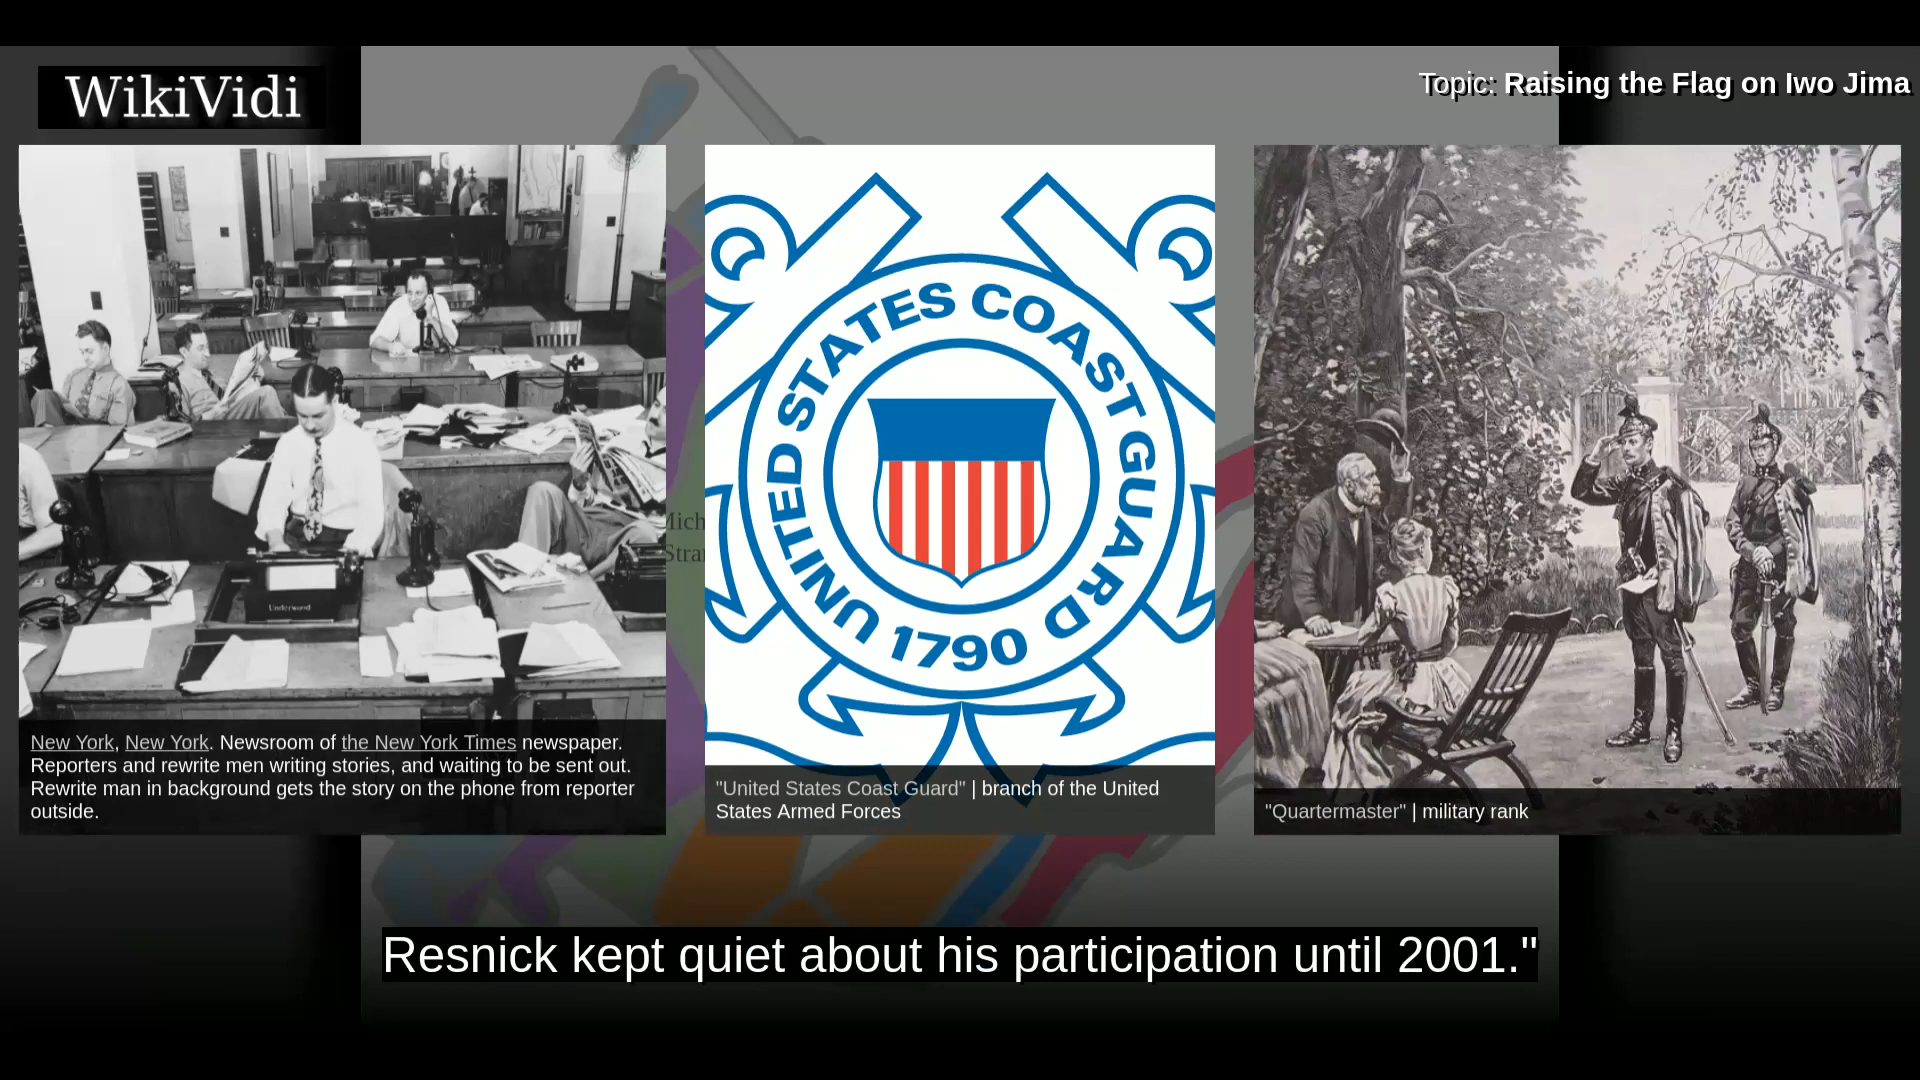 WikiVidi
Topic: Raising the Flag on Iwo Jima
Underwood
New York, New York. Newsroom of the New York Times newspaper.
Reporters and rewrite men writing stories, and waiting to be sent out.
Rewrite man in background gets the story on the phone from reporter
outside.
Mich
Stran
UNITED STATES COAST GUARD
1790
"United States Coast Guard" | branch of the United
States Armed Forces
"Quartermaster" | military rank
Resnick kept quiet about his participation until 2001."